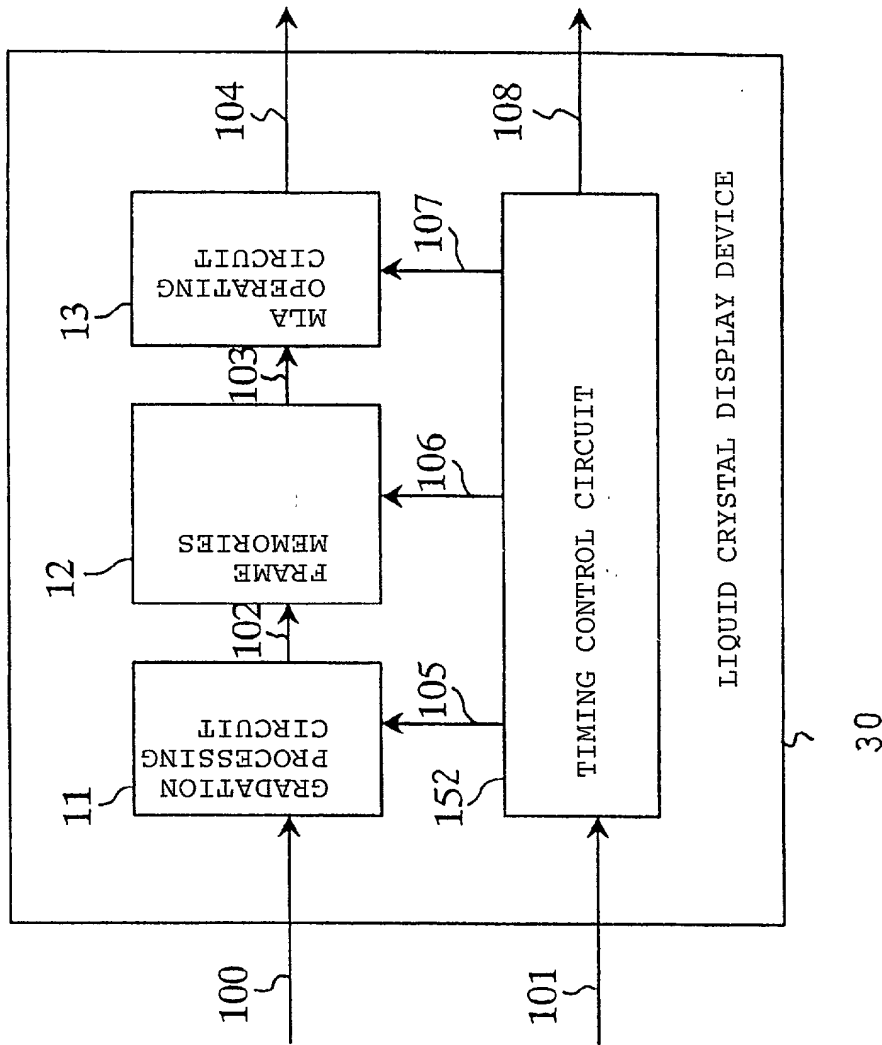 11
12
13
GRADATION
PROCESSING
CIRCUIT
FRAME
MEMORIES
MLA
OPERATING
CIRCUIT
100
102
103
104
105
106
107
15
TIMING CONTROL CIRCUIT
101
108
LIQUID CRYSTAL DISPLAY DEVICE
30